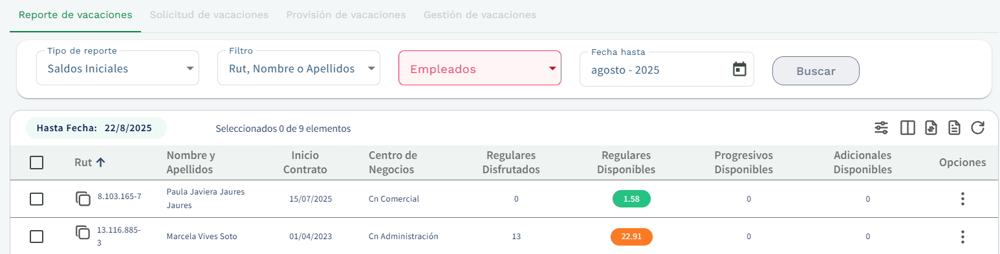 Reporte de vacaciones Solicitud de vacaciones Provisión de vacaciones Gestión de vacaciones
Tipo de reporte
Saldos Iniciales
Filtro
Rut, Nombre o Apellidos
Empleados
Fecha hasta
agosto - 2025
Buscar
Hasta Fecha: 22/8/2025 Seleccionados 0 de 9 elementos
Rut
Nombre y
Apellidos
Inicio
Contrato
Centro de
Negocios
Regulares
Disfrutados
Regulares
Disponibles
Progresivos
Disponibles
Adicionales
Disponibles
Opciones
8.103.165-7
Paula Javiera Jaures
Jaures
15/07/2025
Cn Comercial
0
1.58
0
0
13.116.885-
3
Marcela Vives Soto
01/04/2023
Cn Administración
13
22.91
0
0